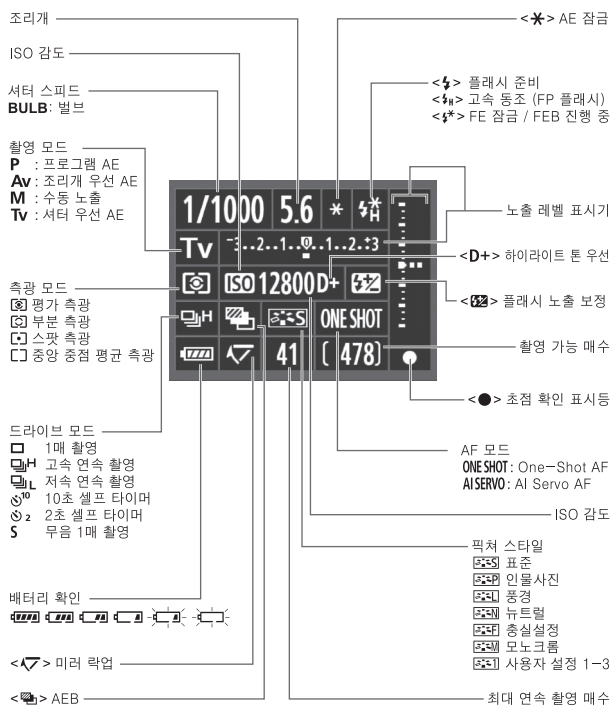 조리개
<✱> AE 잠금
ISO 감도
<⚡> 플래시 준비
<⚡H> 고속 동조 (FP 플래시)
<⚡*> FE 잠금 / FEB 진행 중
셔터 스피드
BULB: 벌브
촬영 모드
P : 프로그램 AE
Av : 조리개 우선 AE
M : 수동 노출
Tv : 셔터 우선 AE
1/1000 5.6 * ⚡*H
Tv -3..2..1..0..1..2..+3
ISO 12800 D+
H S ONE SHOT
41 [ 478]
노출 레벨 표시기
<D+> 하이라이트 톤 우선
측광 모드
평가 측광
부분 측광
스팟 측광
중앙 중점 평균 측광
<> 플래시 노출 보정
촬영 가능 매수
<●> 초점 확인 표시등
드라이브 모드
□ 1매 촬영
H 고속 연속 촬영
L 저속 연속 촬영
10 10초 셀프 타이머
2 2초 셀프 타이머
S 무음 1매 촬영
AF 모드
ONE SHOT : One-Shot AF
AI SERVO : AI Servo AF
ISO 감도
픽쳐 스타일
S 표준
P 인물사진
L 풍경
N 뉴트럴
F 충실설정
M 모노크롬
1 사용자 설정 1-3
배터리 확인
<> 미러 락업
<> AEB
최대 연속 촬영 매수